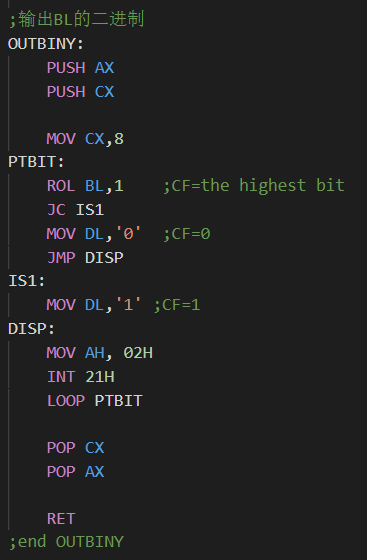 ;输出BL的二进制
OUTBINY:
    PUSH AX
    PUSH CX

    MOV CX,8
PTBIT:
    ROL BL,1    ;CF=the highest bit
    JC IS1
    MOV DL,'0'  ;CF=0
    JMP DISP
IS1:
    MOV DL,'1' ;CF=1
DISP:
    MOV AH, 02H
    INT 21H
    LOOP PTBIT

    POP CX
    POP AX

    RET
;end OUTBINY